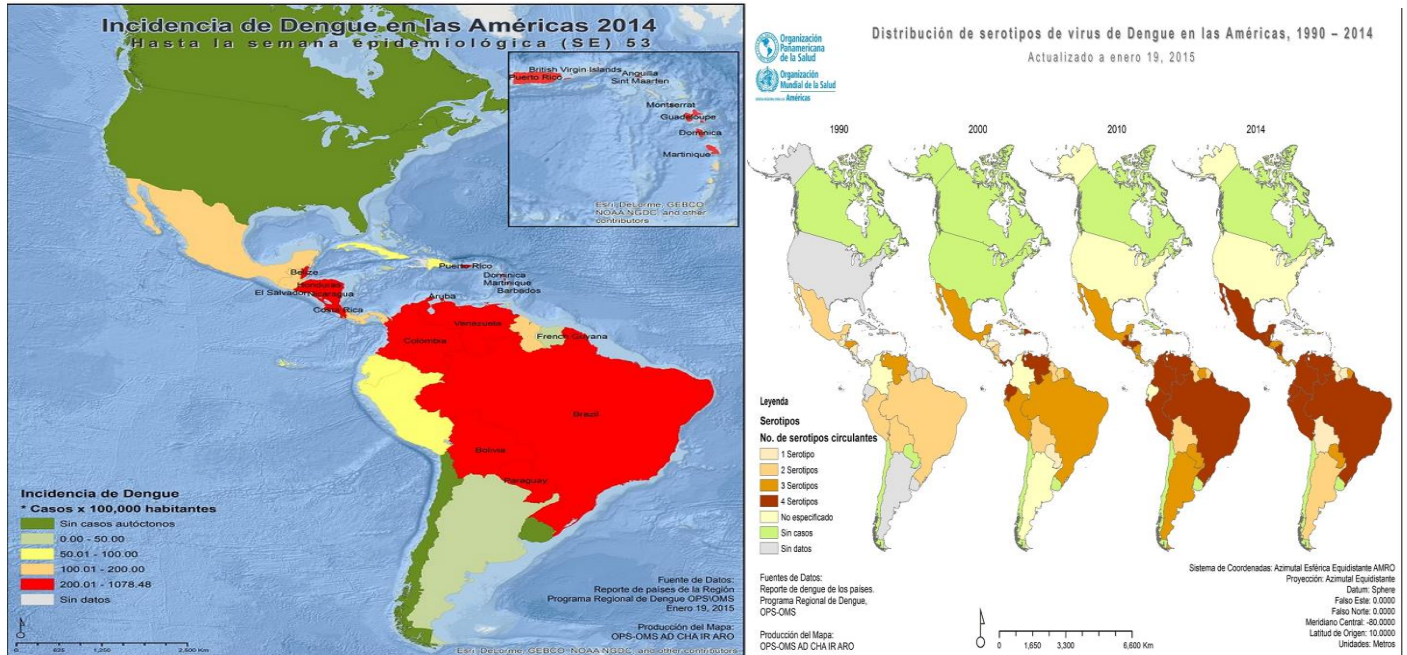 Incidencia de Dengue en las Américas 2014
Hasta la semana epidemiológica (SE) 53
British Virgin Islands
Puerto Rico
Anguilla
Sint Maarten
Montserrat
Guadeloupe
Dominica
Martinique
Esri, DeLorme, GEBCO,
NOAA NGDC, and other
contributors
Belize
Honduras
El Salvador
Nicaragua
Costa Rica
Puerto Rico
Dominica
Martinique
Barbados
Aruba
Venezuela
Colombia
French Guyana
Brazil
Bolivia
Paraguay
Incidencia de Dengue
* Casos x 100,000 habitantes
Sin casos autóctonos
0.00 - 50.00
50.01 - 100.00
100.01 - 200.00
200.01 - 1078.48
Sin datos
0 625 1,250 2,500 Km
Fuente de Datos:
Reporte de países de la Región
Programa Regional de Dengue OPS\OMS
Enero 19, 2015
Producción del Mapa:
OPS-OMS AD CHA IR ARO
Esri, DeLorme, GEBCO, NOAA NGDC, and other contributors
Organización
Panamericana
de la Salud
Organización
Mundial de la Salud
Américas
Distribución de serotipos de virus de Dengue en las Américas, 1990 – 2014
Actualizado a enero 19, 2015
1990
2000
2010
2014
Leyenda
Serotipos
No. de serotipos circulantes
1 Serotipo
2 Serotipos
3 Serotipos
4 Serotipos
No especificado
Sin casos
Sin datos
Fuentes de Datos:
Reporte de dengue de los países.
Programa Regional de Dengue,
OPS-OMS
Producción del Mapa:
OPS-OMS AD CHA IR ARO
0 1,650 3,300 6,600 Km
Sistema de Coordenadas: Azimutal Esférica Equidistante AMRO
Proyección: Azimutal Equidistante
Datum: Sphere
Falso Este: 0.0000
Falso Norte: 0.0000
Meridiano Central: -80.0000
Latitud de Origen: 10.0000
Unidades: Metros